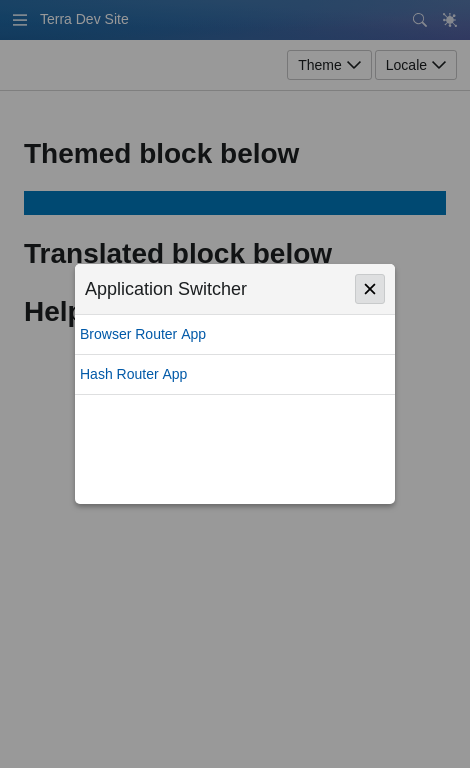 Terra Dev Site
Theme
Locale
Themed block below
Translated block below
Help
Application Switcher
Browser Router App
Hash Router App